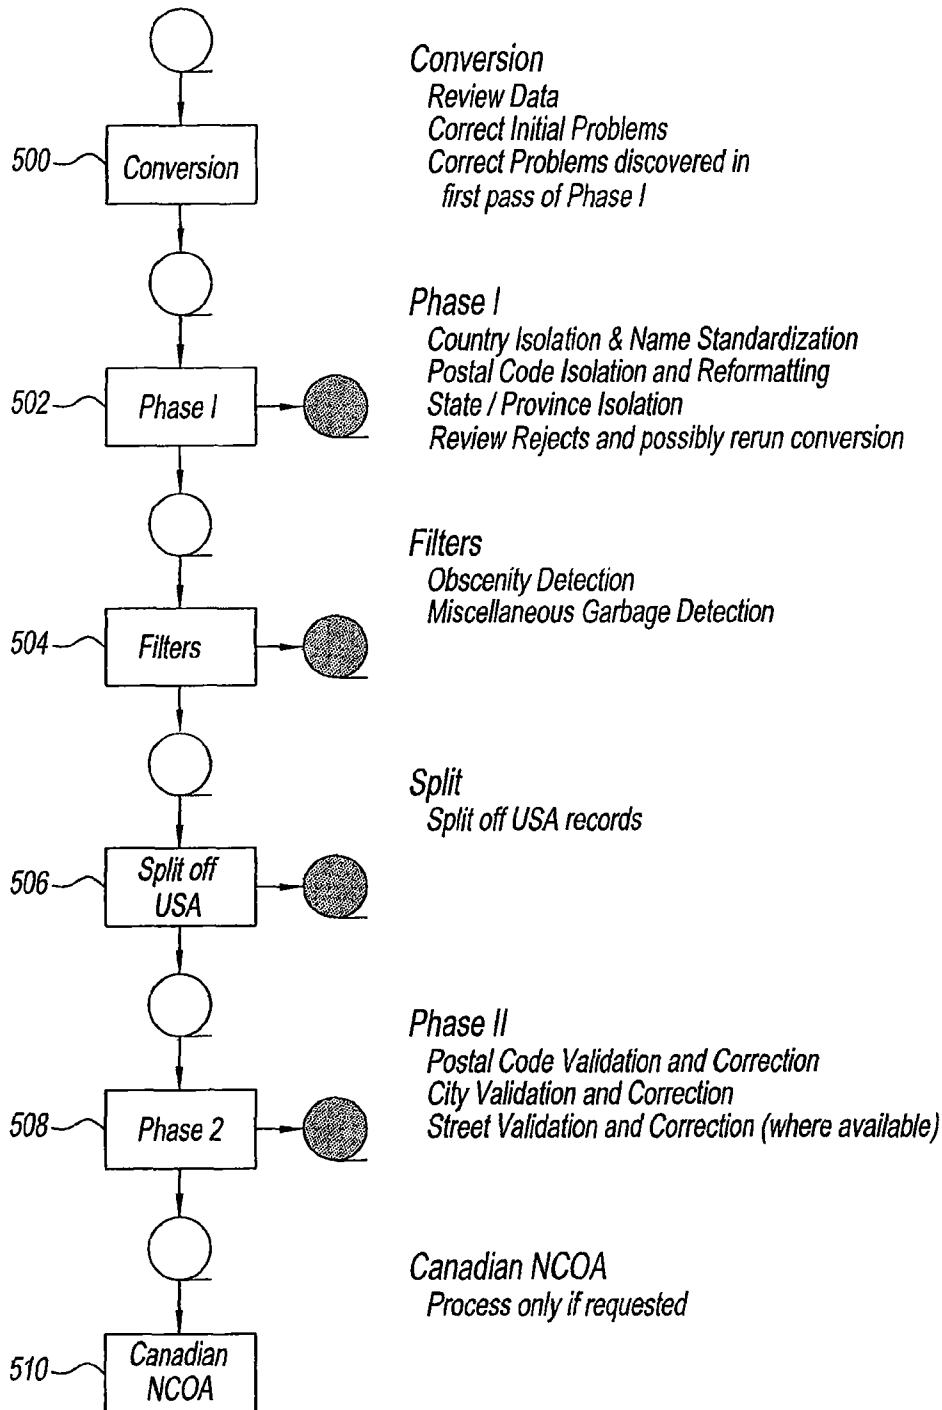 Conversion
Review Data
Correct Initial Problems
Correct Problems discovered in
first pass of Phase I
500
Conversion
Phase I
Country Isolation & Name Standardization
Postal Code Isolation and Reformatting
State / Province Isolation
Review Rejects and possibly rerun conversion
502
Phase I
Filters
Obscenity Detection
Miscellaneous Garbage Detection
504
Filters
Split
Split off USA records
506
Split off
USA
Phase II
Postal Code Validation and Correction
City Validation and Correction
Street Validation and Correction (where available)
508
Phase 2
Canadian NCOA
Process only if requested
510
Canadian
NCOA